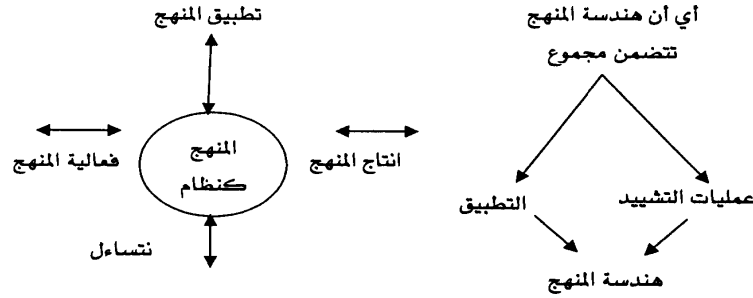 أي أن هندسة المنهج
تتضمن مجموع
عمليات التشييد
التطبيق
هندسة المنهج
تطبيق المنهج
انتاج المنهج
المنهج
كنظام
فعالية المنهج
نتساءل